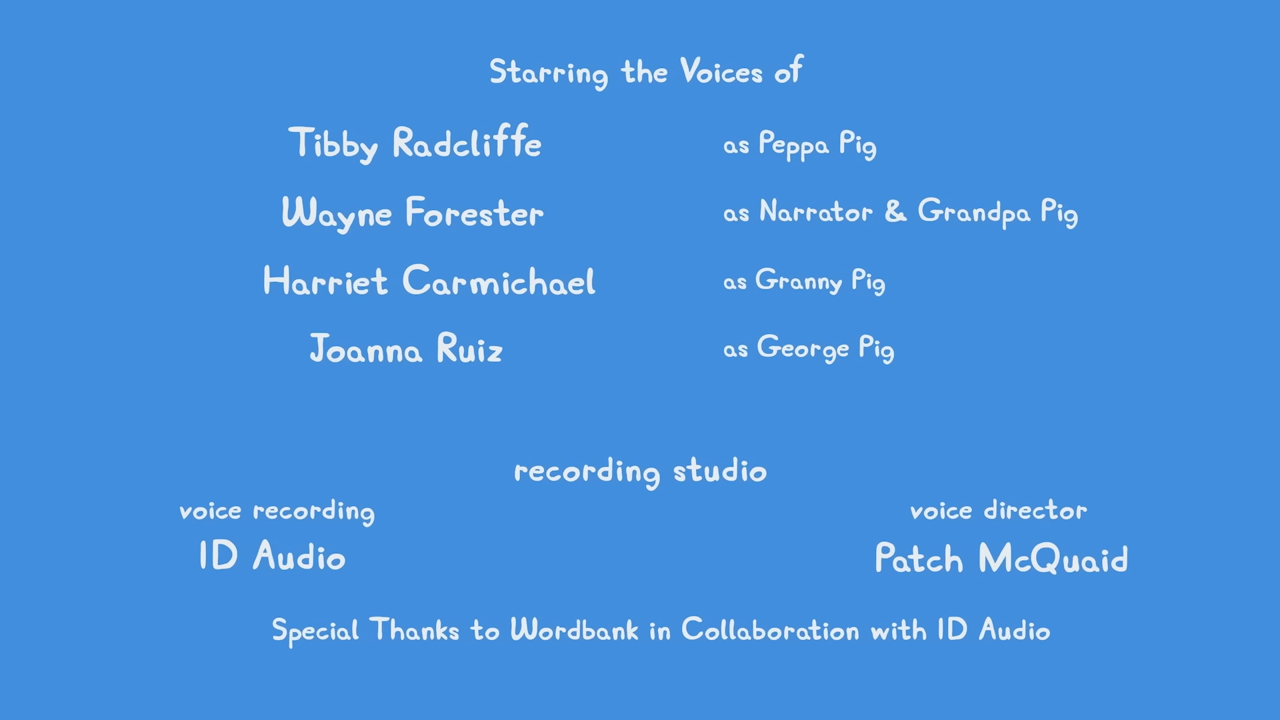 Starring the Voices of
Tibby Radcliffe as Peppa Pig
Wayne Forester as Narrator & Grandpa Pig
Harriet Carmichael as Granny Pig
Joanna Ruiz as George Pig
recording studio
voice recording voice director
ID Audio Patch McQuaid
Special Thanks to Wordbank in Collaboration with ID Audio